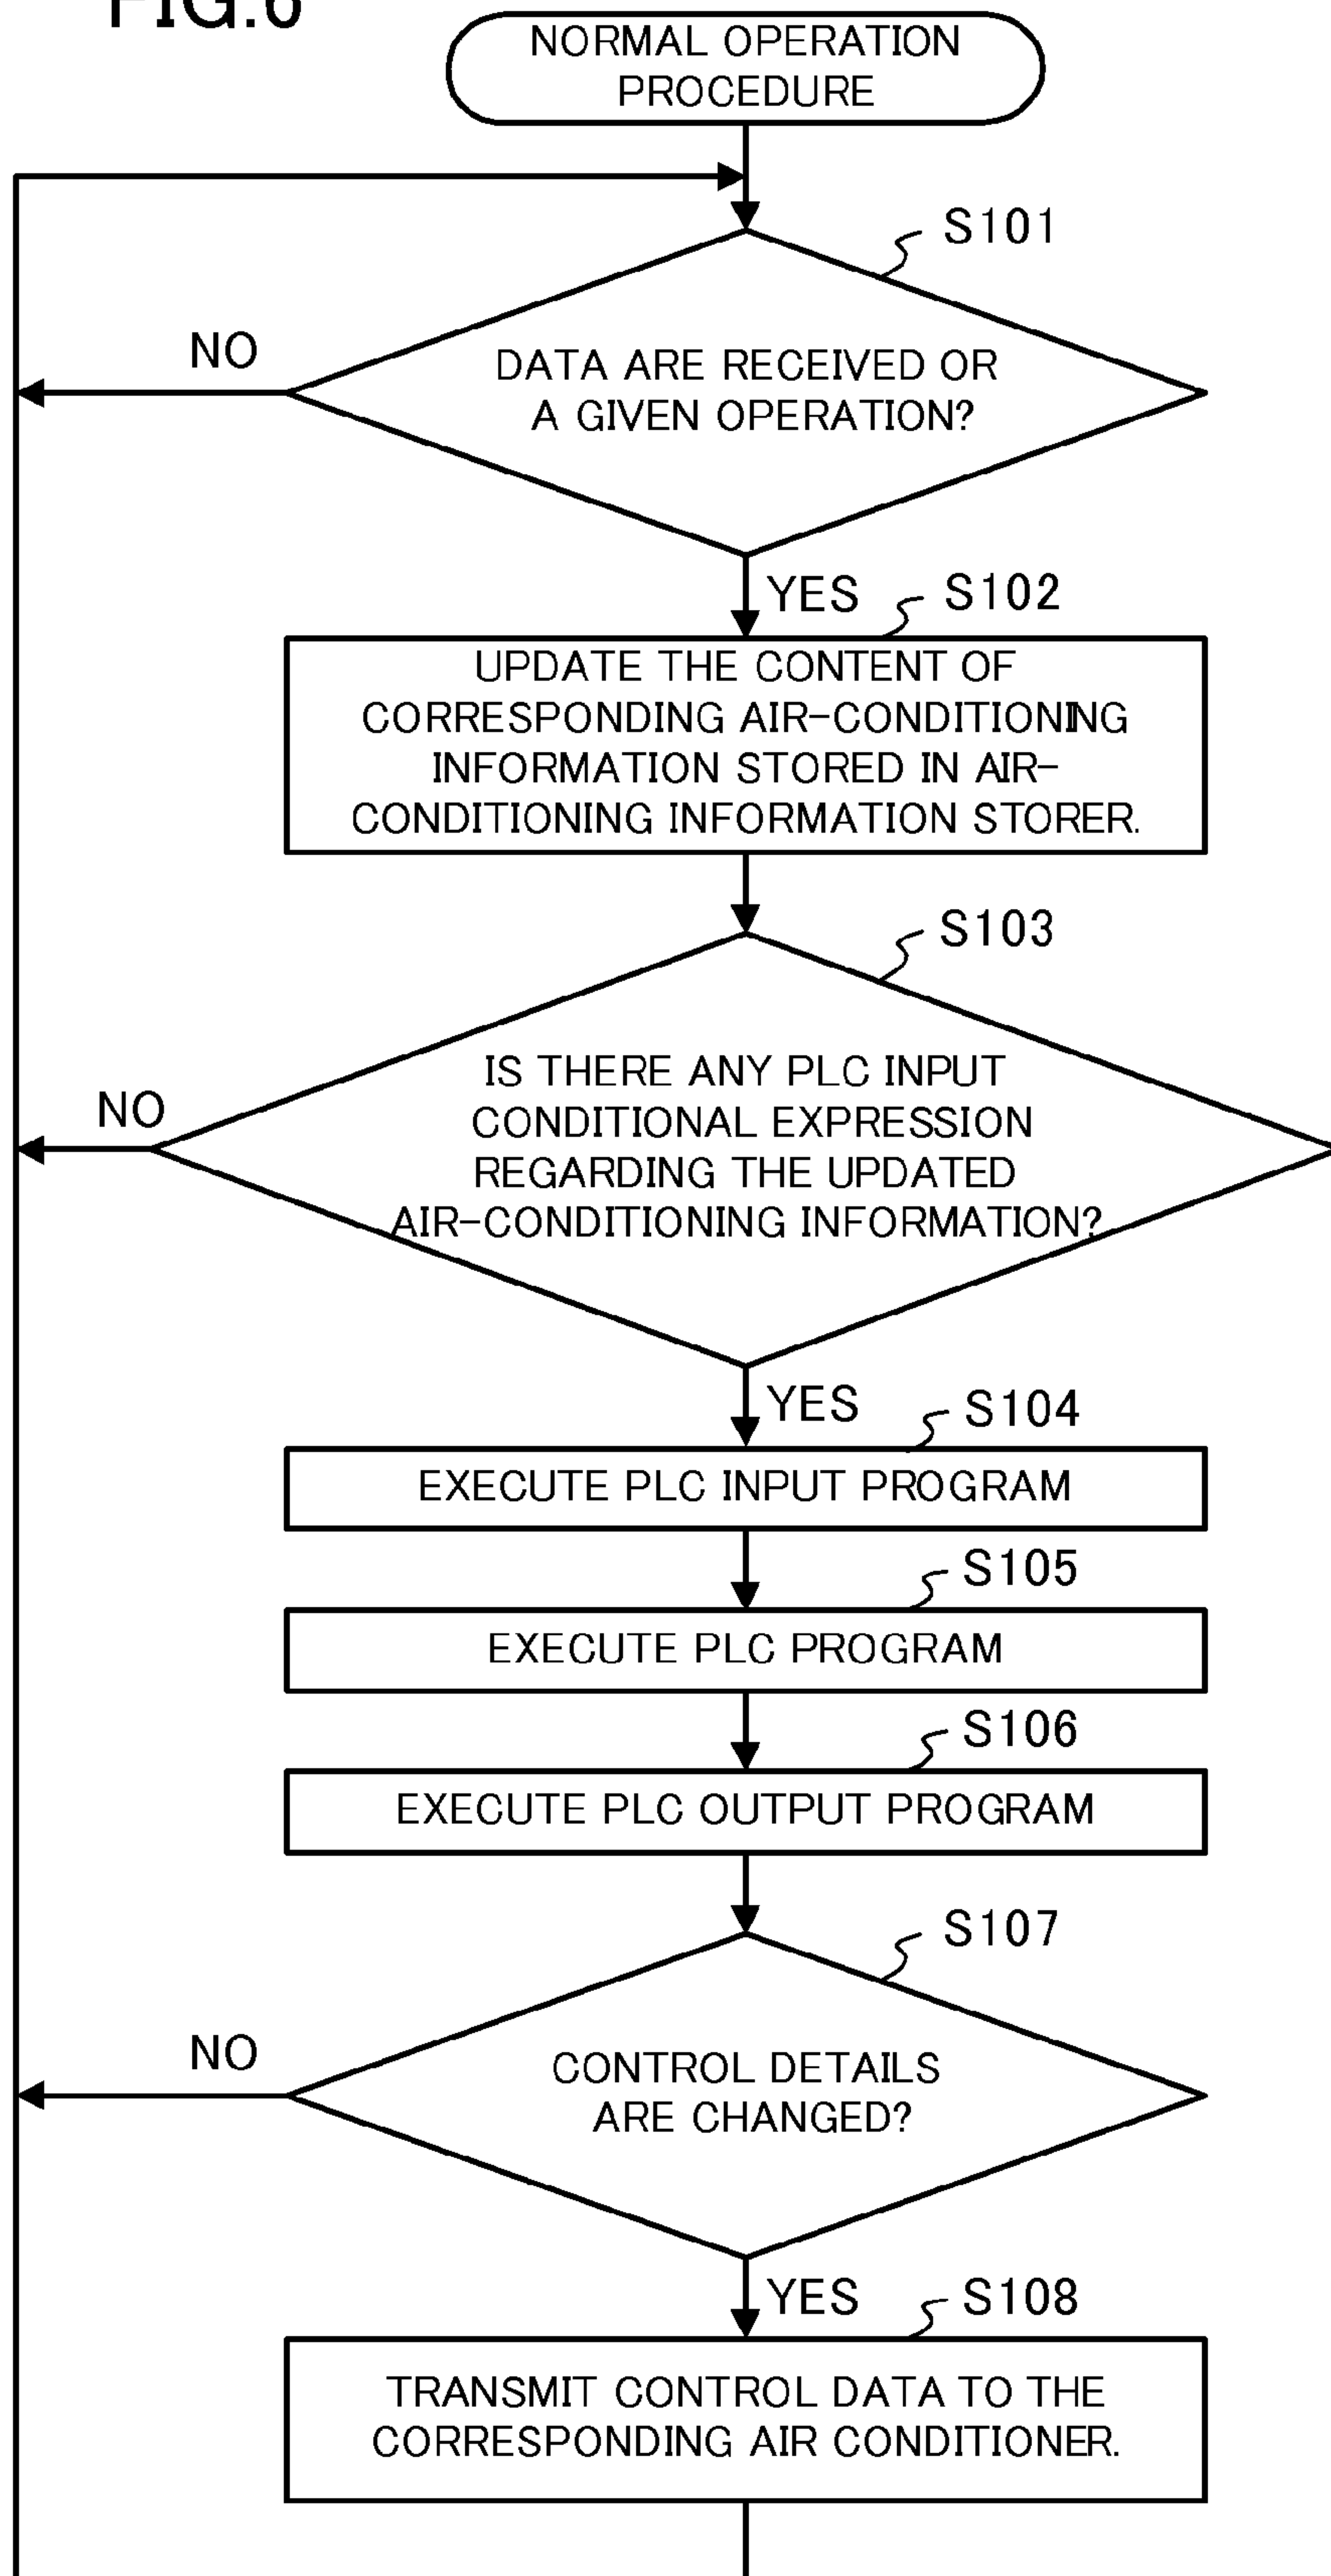 FIG.6
NORMAL OPERATION
PROCEDURE
S101
NO
DATA ARE RECEIVED OR
A GIVEN OPERATION?
YES
S102
UPDATE THE CONTENT OF
CORRESPONDING AIR-CONDITIONING
INFORMATION STORED IN AIR-
CONDITIONING INFORMATION STORER.
S103
NO
IS THERE ANY PLC INPUT
CONDITIONAL EXPRESSION
REGARDING THE UPDATED
AIR-CONDITIONING INFORMATION?
YES
S104
EXECUTE PLC INPUT PROGRAM
S105
EXECUTE PLC PROGRAM
S106
EXECUTE PLC OUTPUT PROGRAM
S107
NO
CONTROL DETAILS
ARE CHANGED?
YES
S108
TRANSMIT CONTROL DATA TO THE
CORRESPONDING AIR CONDITIONER.